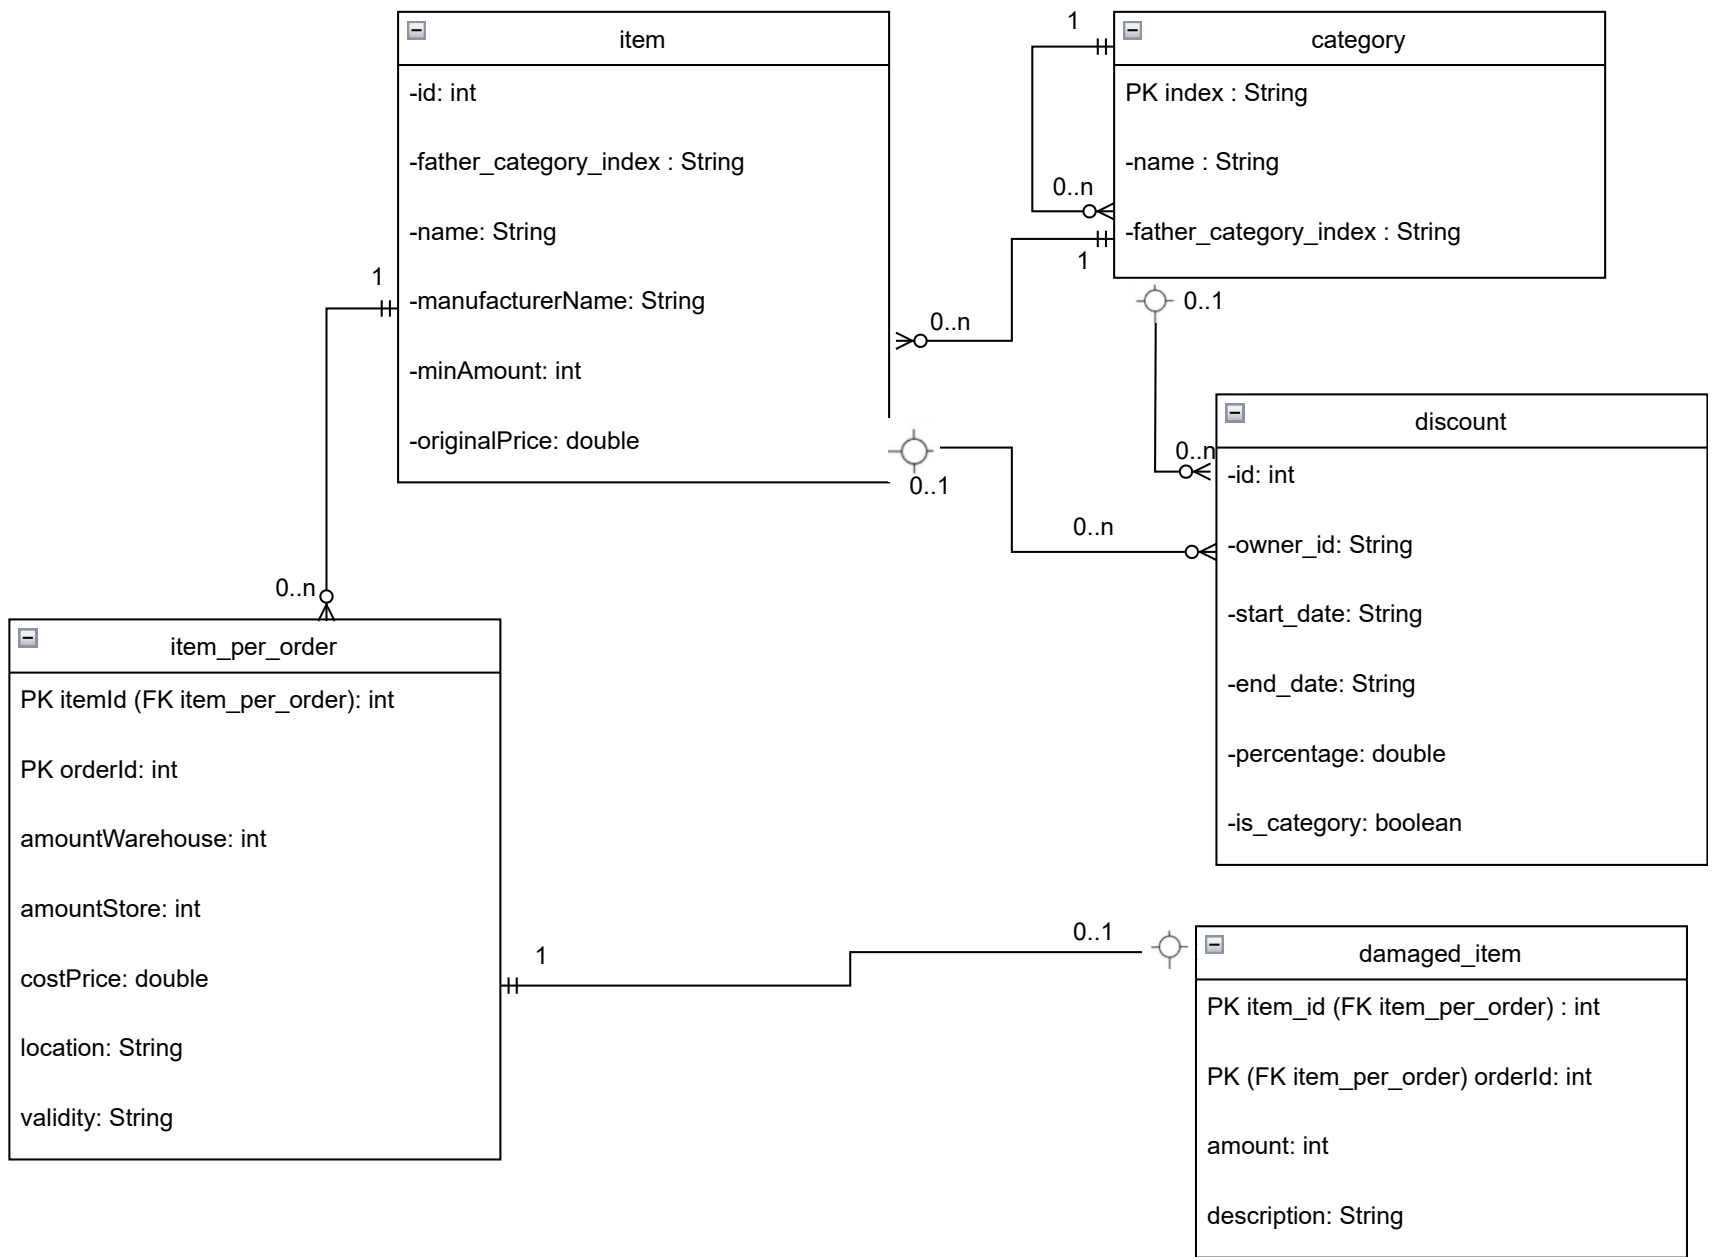 item
-id: int
-father_category_index : String
-name: String
-manufacturerName: String
-minAmount: int
-originalPrice: double
1
category
PK index : String
-name : String
-father_category_index : String
0..n
1
0..n
0..1
1
0..n
0..1
0..n
0..n
discount
-id: int
-owner_id: String
-start_date: String
-end_date: String
-percentage: double
-is_category: boolean
item_per_order
PK itemId (FK item_per_order): int
PK orderId: int
amountWarehouse: int
amountStore: int
costPrice: double
location: String
validity: String
1
0..1
damaged_item
PK item_id (FK item_per_order) : int
PK (FK item_per_order) orderId: int
amount: int
description: String